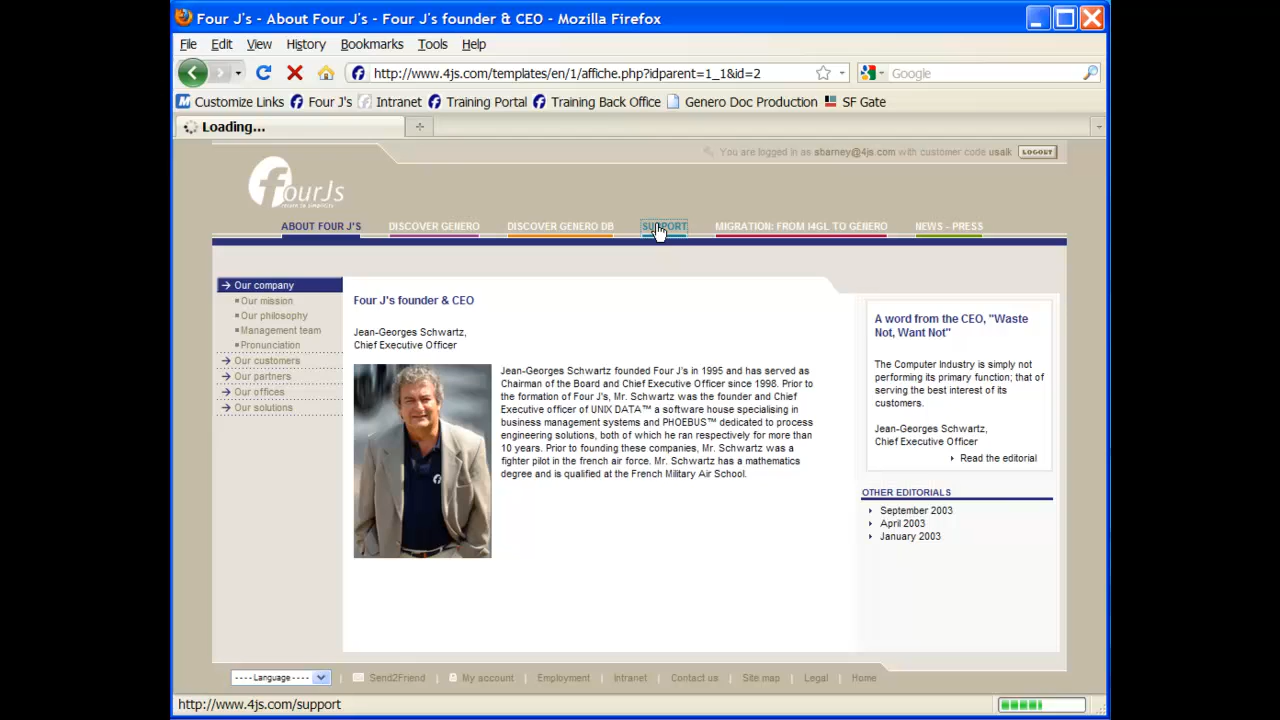 Four J's - About Four J's - Four J's founder & CEO - Mozilla Firefox
File Edit View History Bookmarks Tools Help
http://www.4js.com/templates/en/1/affiche.php?idparent=1_1&id=2
Google
Customize Links Four J's Intranet Training Portal Training Back Office Genero Doc Production SF Gate
Loading...
You are logged in as sbarney@4js.com with customer code usalk LOGOUT
fourJs
ABOUT FOUR J'S DISCOVER GENERO DISCOVER GENERO DB SUPPORT MIGRATION: FROM I4GL TO GENERO NEWS - PRESS
Our company
Our mission
Our philosophy
Management team
Pronunciation
Our customers
Our partners
Our offices
Our solutions
Four J's founder & CEO
Jean-Georges Schwartz,
Chief Executive Officer
Jean-Georges Schwartz founded Four J's in 1995 and has served as
Chairman of the Board and Chief Executive Officer since 1998. Prior to
the formation of Four J's, Mr. Schwartz was the founder and Chief
Executive officer of UNIX DATA™ a software house specialising in
business management systems and PHOEBUS™ dedicated to process
engineering solutions, both of which he ran respectively for more than
10 years. Prior to founding these companies, Mr. Schwartz was a
fighter pilot in the french air force. Mr. Schwartz has a mathematics
degree and is qualified at the French Military Air School.
A word from the CEO, "Waste
Not, Want Not"
The Computer Industry is simply not
performing its primary function; that of
serving the best interest of its
customers.
Jean-Georges Schwartz,
Chief Executive Officer
Read the editorial
OTHER EDITORIALS
September 2003
April 2003
January 2003
----Language---- Send2Friend My account Employment Intranet Contact us Site map Legal Home
http://www.4js.com/support